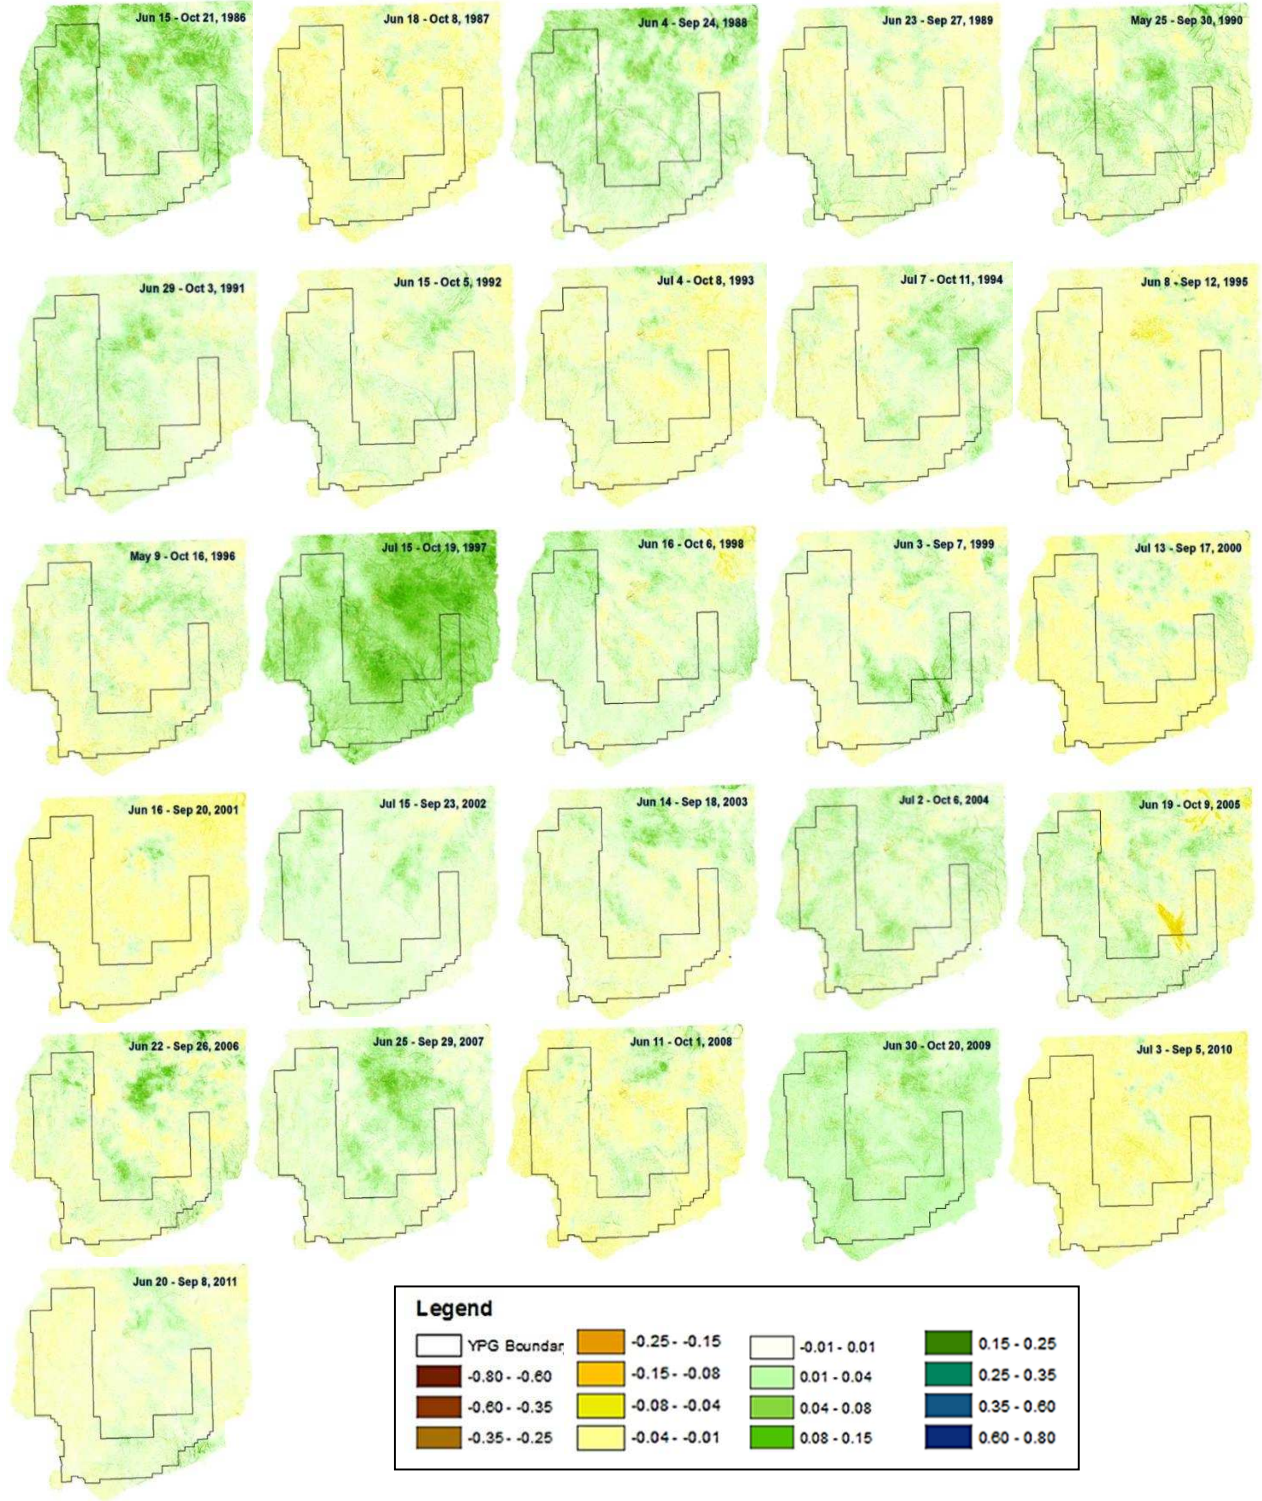 Jun 15 - Oct 21, 1986
Jun 18 - Oct 8, 1987
Jun 4 - Sep 24, 1988
Jun 23 - Sep 27, 1989
May 25 - Sep 30, 1990
Jun 29 - Oct 3, 1991
Jun 15 - Oct 5, 1992
Jul 4 - Oct 8, 1993
Jul 7 - Oct 11, 1994
Jun 8 - Sep 12, 1995
May 9 - Oct 16, 1996
Jul 15 - Oct 19, 1997
Jun 16 - Oct 6, 1998
Jun 3 - Sep 7, 1999
Jul 13 - Sep 17, 2000
Jun 16 - Sep 20, 2001
Jul 15 - Sep 23, 2002
Jun 14 - Sep 18, 2003
Jul 2 - Oct 6, 2004
Jun 19 - Oct 9, 2005
Jun 22 - Sep 26, 2006
Jun 25 - Sep 29, 2007
Jun 11 - Oct 1, 2008
Jun 30 - Oct 20, 2009
Jul 3 - Sep 5, 2010
Jun 20 - Sep 8, 2011
Legend
YPG Boundar
-0.80 - -0.60
-0.60 - -0.35
-0.35 - -0.25
-0.25 - -0.15
-0.15 - -0.08
-0.08 - -0.04
-0.04 - -0.01
-0.01 - 0.01
0.01 - 0.04
0.04 - 0.08
0.08 - 0.15
0.15 - 0.25
0.25 - 0.35
0.35 - 0.60
0.60 - 0.80